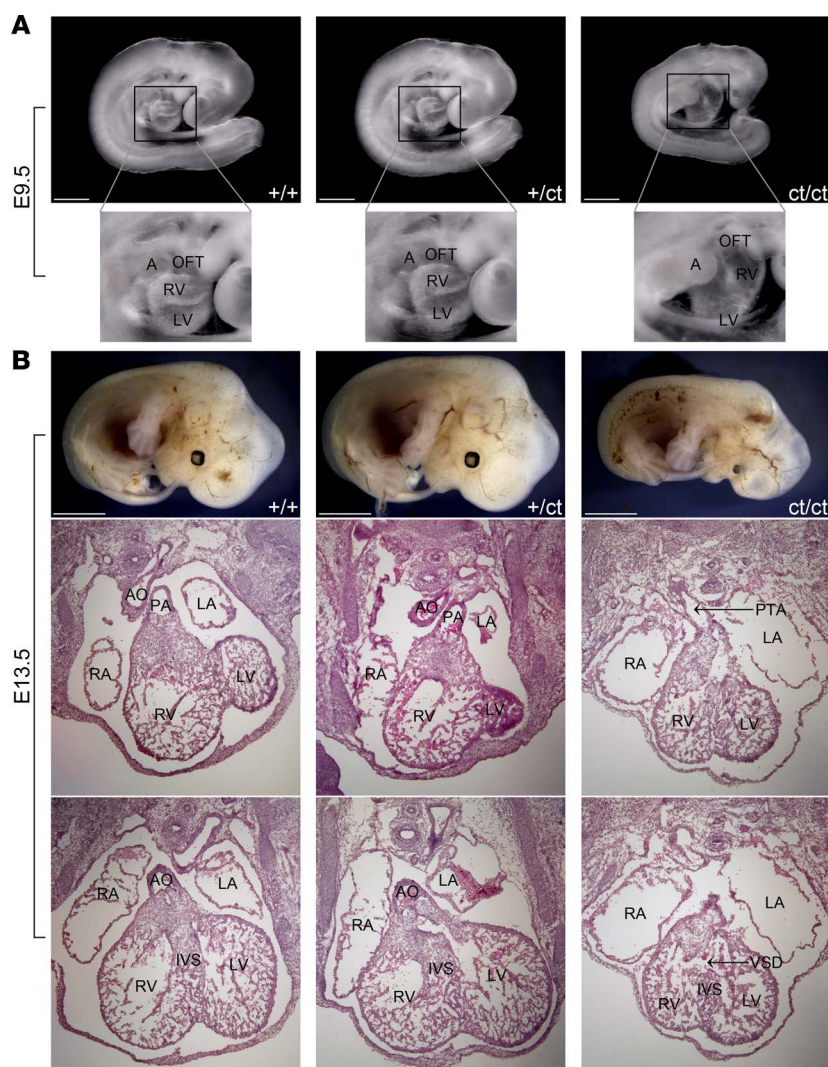 A
E9.5
+/+
+/ct
ct/ct
A OFT
RV
LV
A OFT
RV
LV
OFT
A RV
LV
B
E13.5
+/+
+/ct
ct/ct
AO PA LA
RA
LV
RV
AO PA LA
RA
RV LV
PTA
LA
RA
RV LV
RA AO LA
IVS LV
RV
AO LA
RA
IVS LV
RV
RA LA
VSD
RV IVS LV